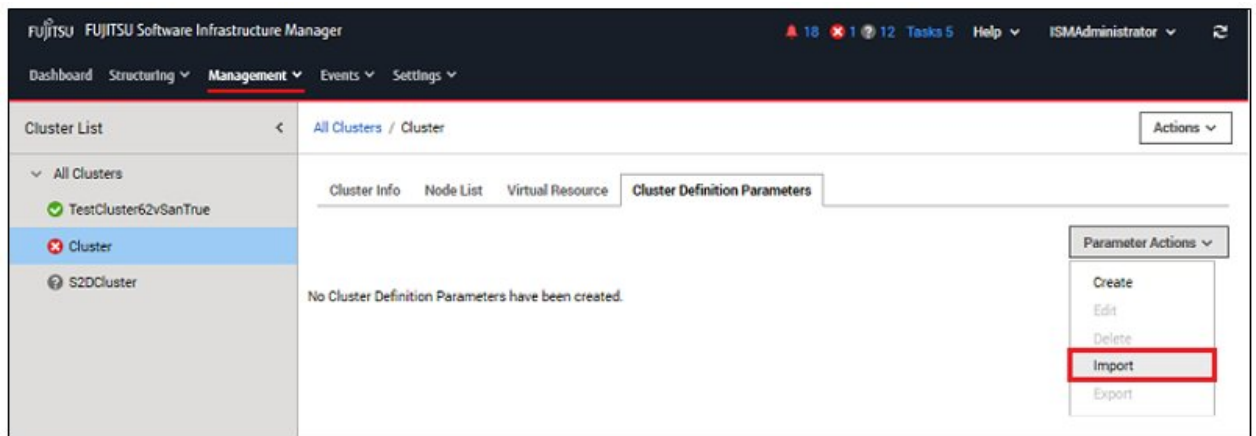 FUJITSU FUJITSU Software Infrastructure Manager
18 1 12 Tasks 5 Help ISMAdministrator
Dashboard Structuring Management Events Settings
Cluster List
All Clusters / Cluster
Actions
All Clusters
TestCluster62vSanTrue
Cluster
S2DCluster
Cluster Info Node List Virtual Resource Cluster Definition Parameters
Parameter Actions
Create
Edit
Delete
Import
Export
No Cluster Definition Parameters have been created.